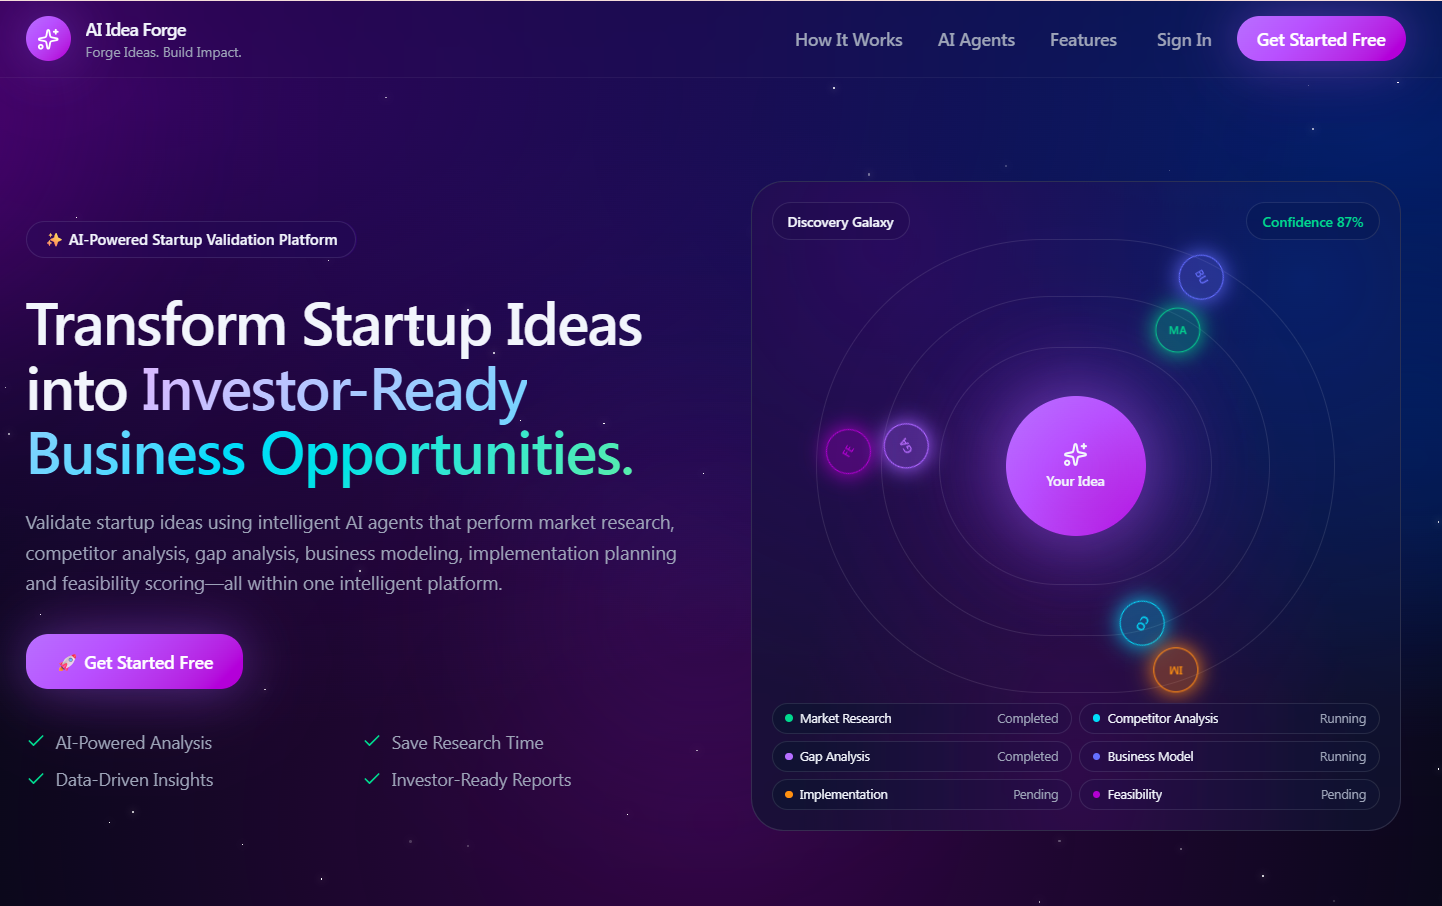 AI Idea Forge
Forge Ideas. Build Impact.
How It Works
AI Agents
Features
Sign In
Get Started Free
✨ AI-Powered Startup Validation Platform
Transform Startup Ideas
into Investor-Ready
Business Opportunities.
Validate startup ideas using intelligent AI agents that perform market research,
competitor analysis, gap analysis, business modeling, implementation planning
and feasibility scoring—all within one intelligent platform.
🚀 Get Started Free
AI-Powered Analysis
Save Research Time
Data-Driven Insights
Investor-Ready Reports
Discovery Galaxy
Confidence 87%
BU
MA
FE
GA
Your Idea
CO
IM
Market Research Completed
Competitor Analysis Running
Gap Analysis Completed
Business Model Running
Implementation Pending
Feasibility Pending